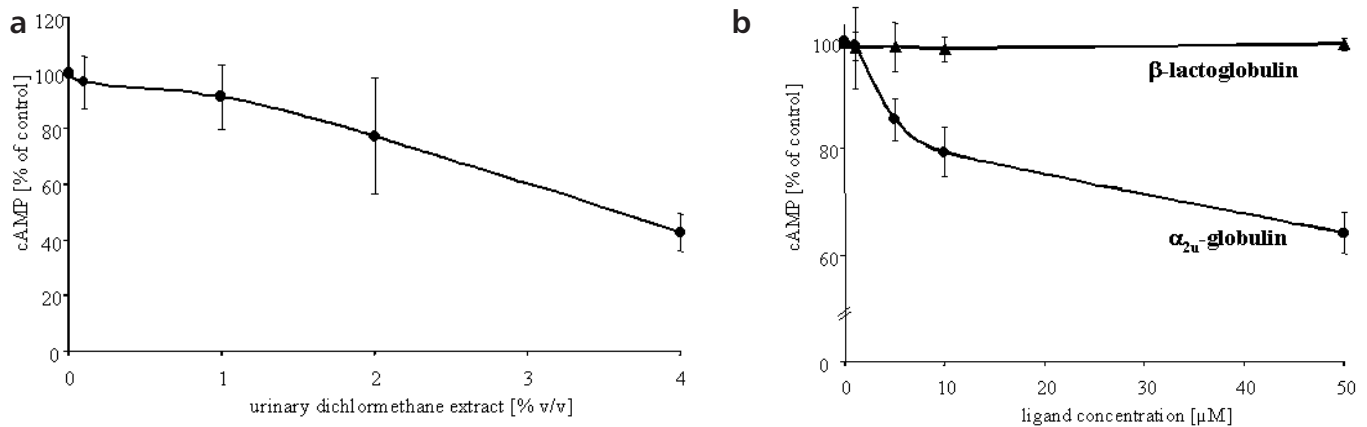 a
120
100
80
60
40
20
0
cAMP [% of control]
0 1 2 3 4
urinary dichlormethane extract [% v/v]
b
100
80
60
0
cAMP [% of control]
β-lactoglobulin
α2u-globulin
0 10 20 30 40 50
ligand concentration [µM]